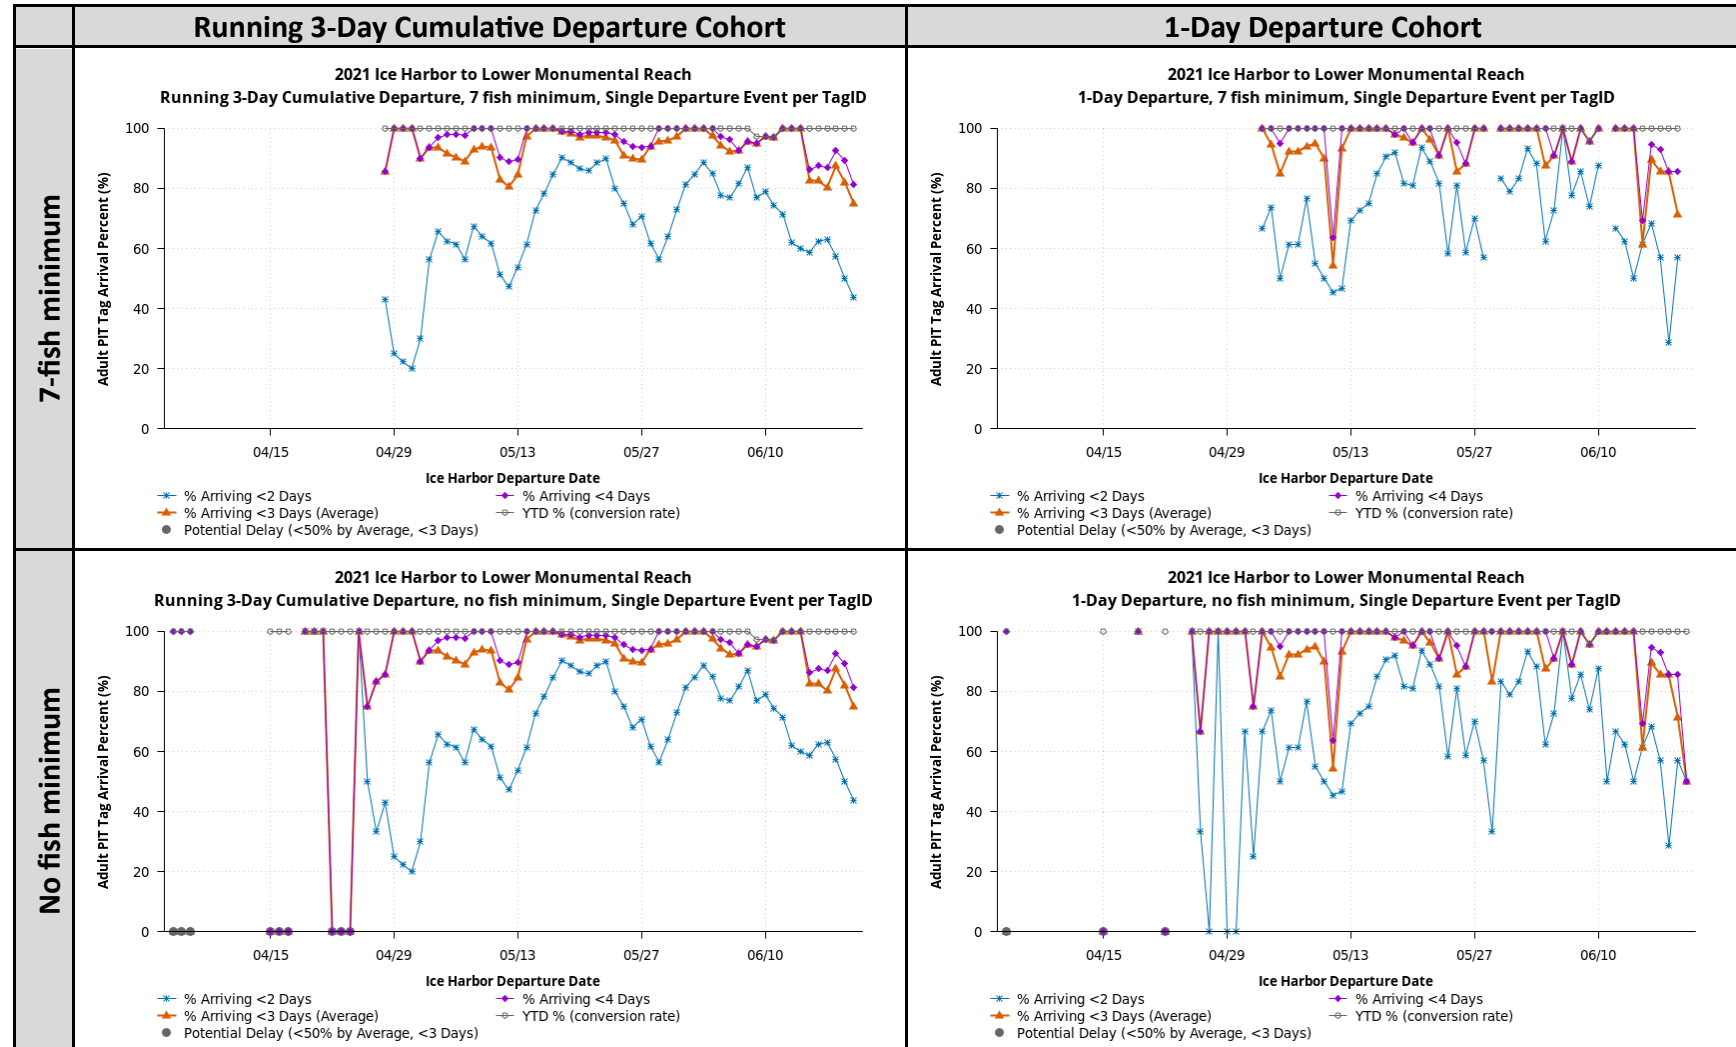 Running 3-Day Cumulative Departure Cohort
1-Day Departure Cohort
7-fish minimum
2021 Ice Harbor to Lower Monumental Reach
Running 3-Day Cumulative Departure, 7 fish minimum, Single Departure Event per TagID
Adult PIT Tag Arrival Percent (%)
100
80
60
40
20
0
04/15 04/29 05/13 05/27 06/10
Ice Harbor Departure Date
% Arriving <2 Days
% Arriving <4 Days
% Arriving <3 Days (Average)
YTD % (conversion rate)
Potential Delay (<50% by Average, <3 Days)
2021 Ice Harbor to Lower Monumental Reach
1-Day Departure, 7 fish minimum, Single Departure Event per TagID
Adult PIT Tag Arrival Percent (%)
100
80
60
40
20
0
04/15 04/29 05/13 05/27 06/10
Ice Harbor Departure Date
% Arriving <2 Days
% Arriving <4 Days
% Arriving <3 Days (Average)
YTD % (conversion rate)
Potential Delay (<50% by Average, <3 Days)
No fish minimum
2021 Ice Harbor to Lower Monumental Reach
Running 3-Day Cumulative Departure, no fish minimum, Single Departure Event per TagID
Adult PIT Tag Arrival Percent (%)
100
80
60
40
20
0
04/15 04/29 05/13 05/27 06/10
Ice Harbor Departure Date
% Arriving <2 Days
% Arriving <4 Days
% Arriving <3 Days (Average)
YTD % (conversion rate)
Potential Delay (<50% by Average, <3 Days)
2021 Ice Harbor to Lower Monumental Reach
1-Day Departure, no fish minimum, Single Departure Event per TagID
Adult PIT Tag Arrival Percent (%)
100
80
60
40
20
0
04/15 04/29 05/13 05/27 06/10
Ice Harbor Departure Date
% Arriving <2 Days
% Arriving <4 Days
% Arriving <3 Days (Average)
YTD % (conversion rate)
Potential Delay (<50% by Average, <3 Days)